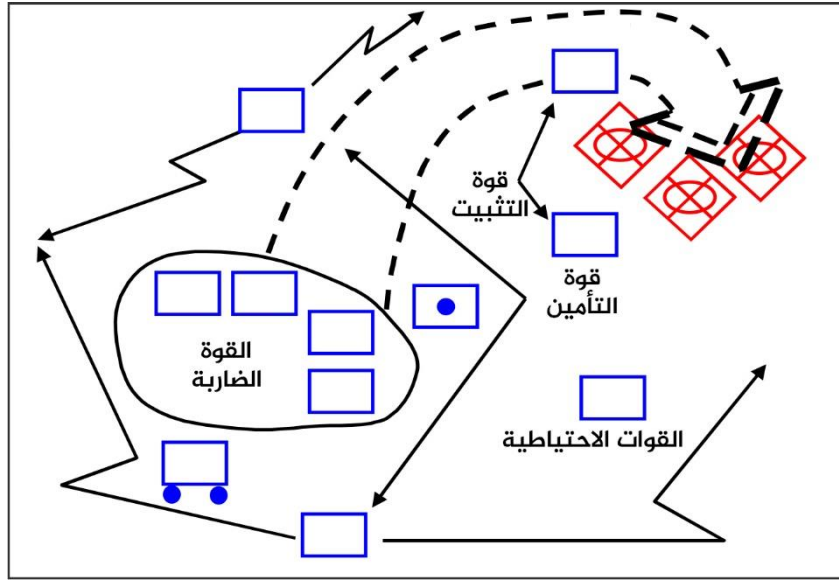 قوة
التثبيت
قوة
التأمين
القوة
الضاربة
القوات الاحتياطية